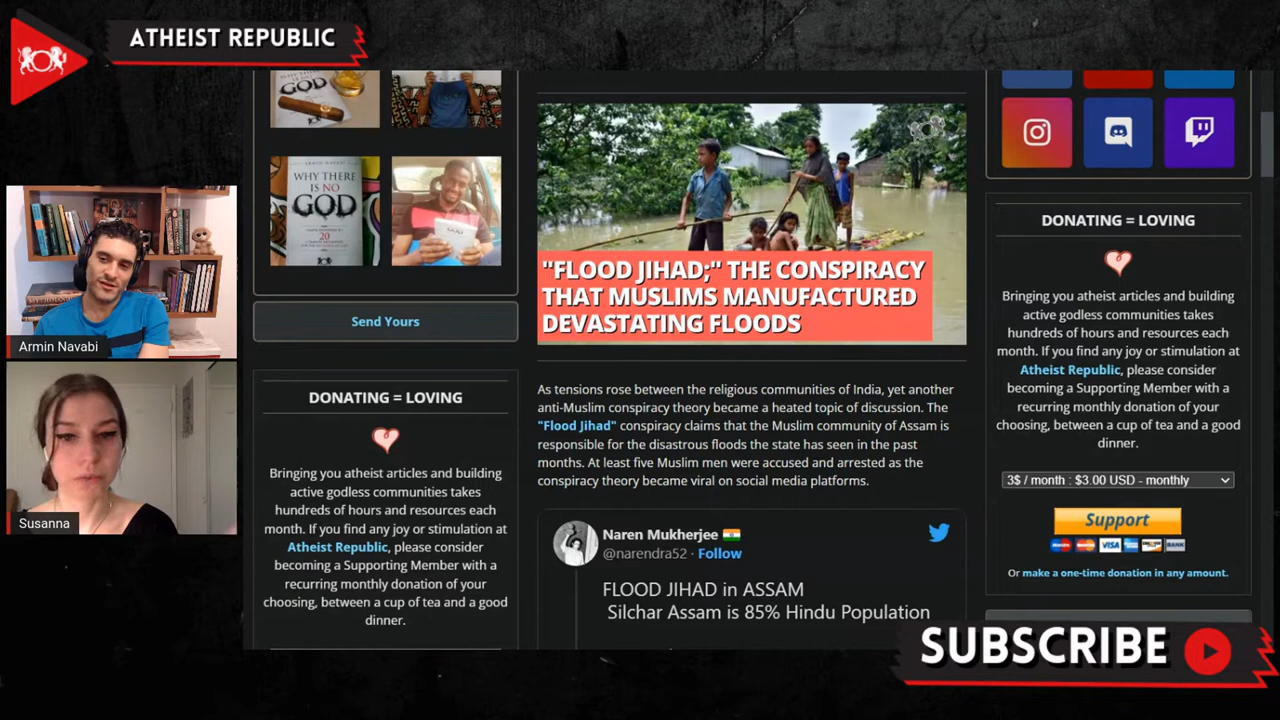 ATHEIST REPUBLIC
WHY THERE
IS NO
GOD
20
Send Yours
DONATING = LOVING
Bringing you atheist articles and building
active godless communities takes
hundreds of hours and resources each
month. If you find any joy or stimulation at
Atheist Republic, please consider
becoming a Supporting Member with a
recurring monthly donation of your
choosing, between a cup of tea and a good
dinner.
"FLOOD JIHAD;" THE CONSPIRACY
THAT MUSLIMS MANUFACTURED
DEVASTATING FLOODS
As tensions rose between the religious communities of India, yet another
anti-Muslim conspiracy theory became a heated topic of discussion. The
"Flood Jihad" conspiracy claims that the Muslim community of Assam is
responsible for the disastrous floods the state has seen in the past
months. At least five Muslim men were accused and arrested as the
conspiracy theory became viral on social media platforms.
Naren Mukherjee
@narendra52 · Follow
FLOOD JIHAD in ASSAM
Silchar Assam is 85% Hindu Population
DONATING = LOVING
Bringing you atheist articles and building
active godless communities takes
hundreds of hours and resources each
month. If you find any joy or stimulation at
Atheist Republic, please consider
becoming a Supporting Member with a
recurring monthly donation of your
choosing, between a cup of tea and a good
dinner.
3$ / month : $3.00 USD - monthly
Support
VISA
BANK
Or make a one-time donation in any amount.
Armin Navabi
Susanna
SUBSCRIBE